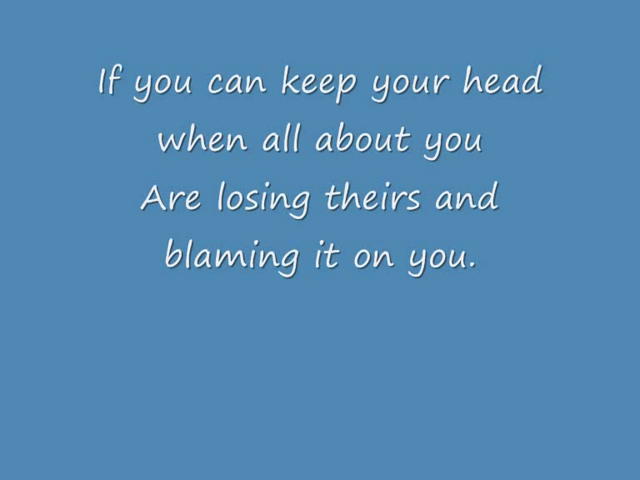 If you can keep your head
when all about you
Are losing theirs and
blaming it on you.